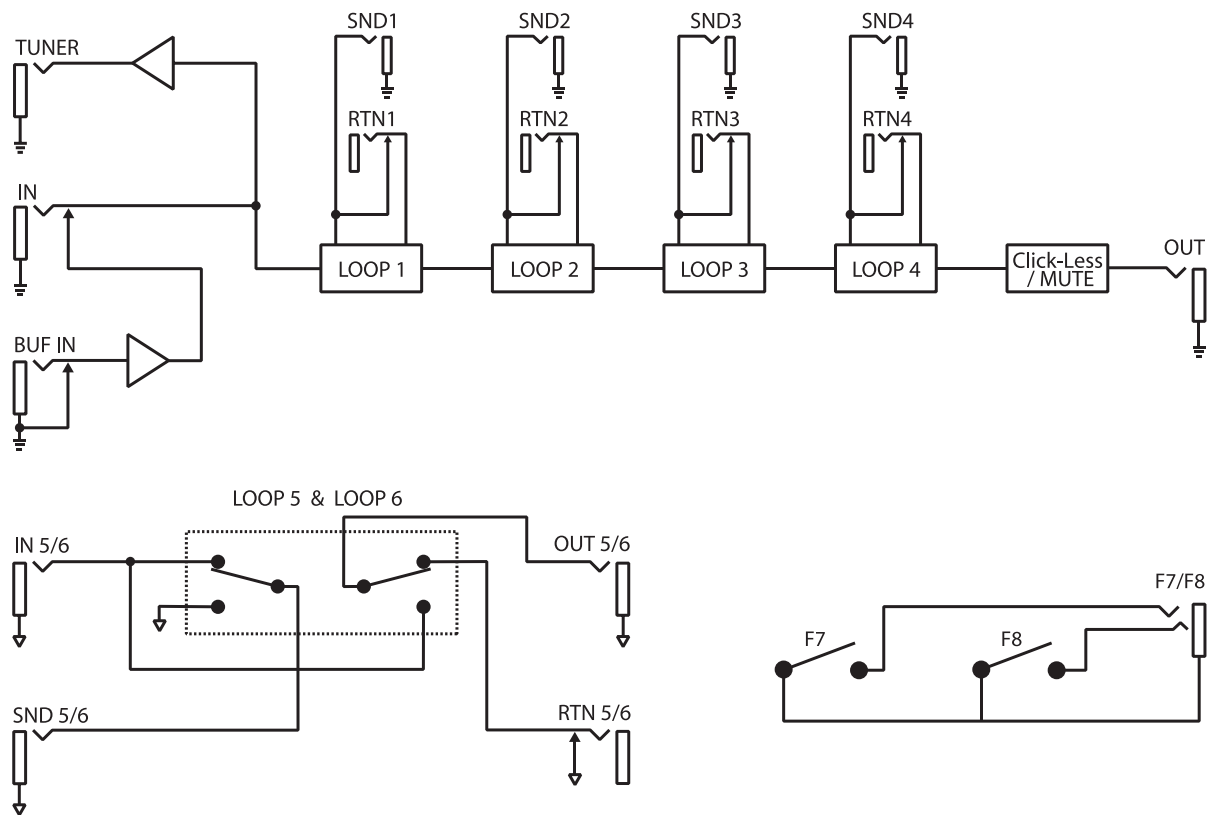 SND1
SND2
SND3
SND4
TUNER
RTN1
RTN2
RTN3
RTN4
IN
LOOP 1
LOOP 2
LOOP 3
LOOP 4
Click-Less
/ MUTE
OUT
BUF IN
LOOP 5 & LOOP 6
IN 5/6
OUT 5/6
F7/F8
F7
F8
SND 5/6
RTN 5/6